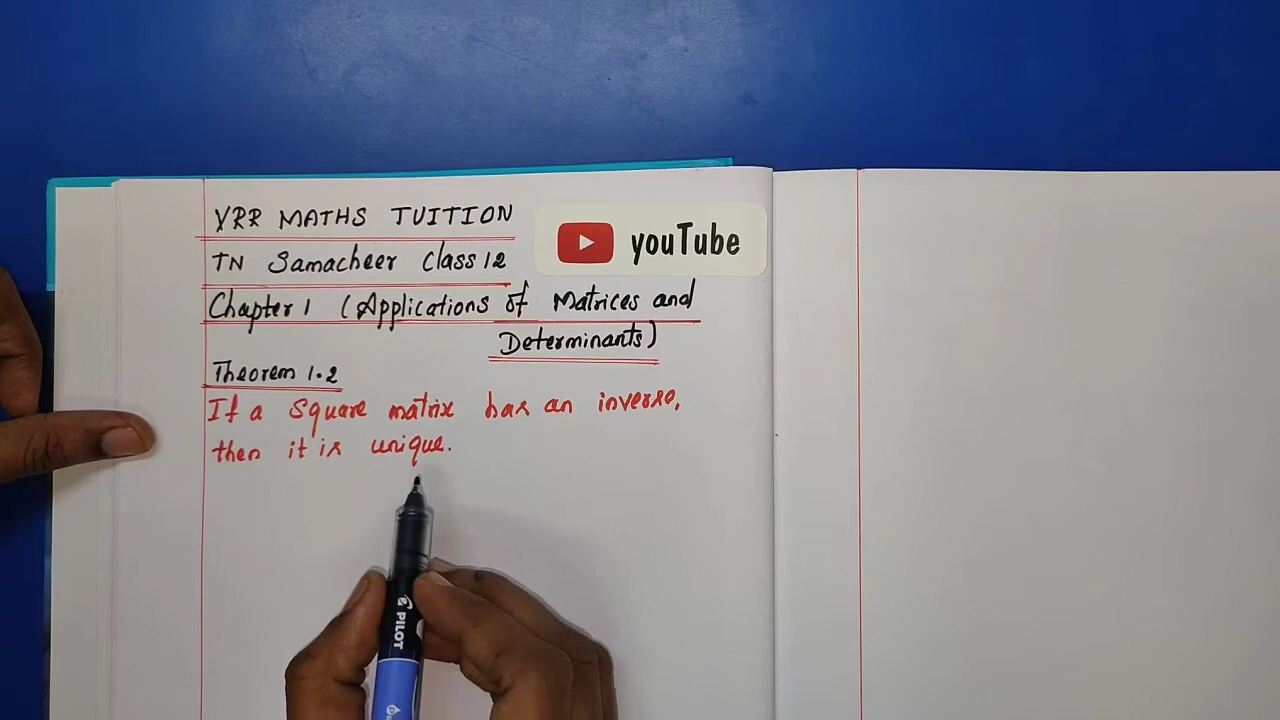 YRR MATHS TUITION
youTube
TN Samacheer Class 12
Chapter 1 (Applications of Matrices and
Determinants)
Theorem 1.2
If a square matrix has an inverse,
then it is unique.
PILOT